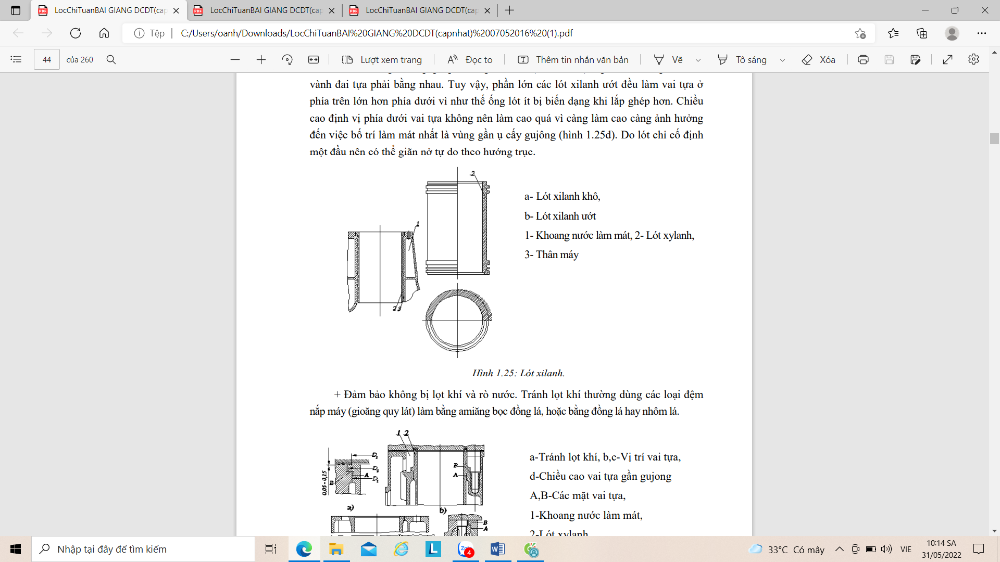 LocChiTuanBAI GIANG DCDT(cap
LocChiTuanBAI GIANG DCDT(cap
LocChiTuanBAI GIANG DCDT(cap
Tệp
C:/Users/oanh/Downloads/LocChiTuanBAI%20GIANG%20DCDT(capnhat)%2007052016%20(1).pdf
44 của 260
Lượt xem trang
Đọc to
Thêm tin nhắn văn bản
Vẽ
Tô sáng
Xóa
vành đai tựa phải bằng nhau. Tuy vậy, phần lớn các lót xilanh ướt đều làm vai tựa ở
phía trên lớn hơn phía dưới vì như thế ống lót ít bị biến dạng khi lắp ghép hơn. Chiều
cao định vị phía dưới vai tựa không nên làm cao quá vì càng làm cao càng ảnh hưởng
đến việc bố trí làm mát nhất là vùng gần ụ cấy gujông (hình 1.25d). Do lót chỉ cố định
một đầu nên có thể giãn nở tự do theo hướng trục.
2
1
2 3
a- Lót xilanh khô,
b- Lót xilanh ướt
1- Khoang nước làm mát, 2- Lót xylanh,
3- Thân máy
Hình 1.25: Lót xilanh.
+ Đảm bảo không bị lọt khí và rò nước. Tránh lọt khí thường dùng các loại đệm
nắp máy (gioăng quy lát) làm bằng amiăng bọc đồng lá, hoặc bằng đồng lá hay nhôm lá.
1 2
D3
D2
A
D1
B
0,05 - 0,15
a)
B
A
b)
B
A
a-Tránh lọt khí, b,c-Vị trí vai tựa,
d-Chiều cao vai tựa gần gujong
A,B-Các mặt vai tựa,
1-Khoang nước làm mát,
2-Lót xylanh
Nhập tại đây để tìm kiếm
4
33°C Có mây
VIE
10:14 SA
31/05/2022